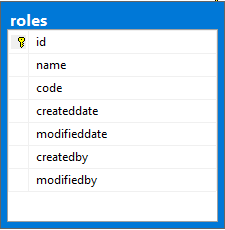 roles
id
name
code
createddate
modifieddate
createdby
modifiedby